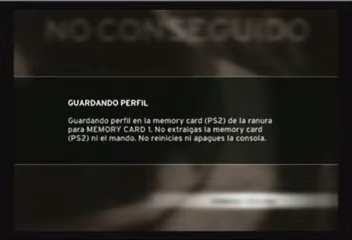 NO CONSEGUIDO
GUARDANDO PERFIL
Guardando perfil en la memory card (PS2) de la ranura
para MEMORY CARD 1. No extraigas la memory card
(PS2) ni el mando. No reinicies ni apagues la consola.